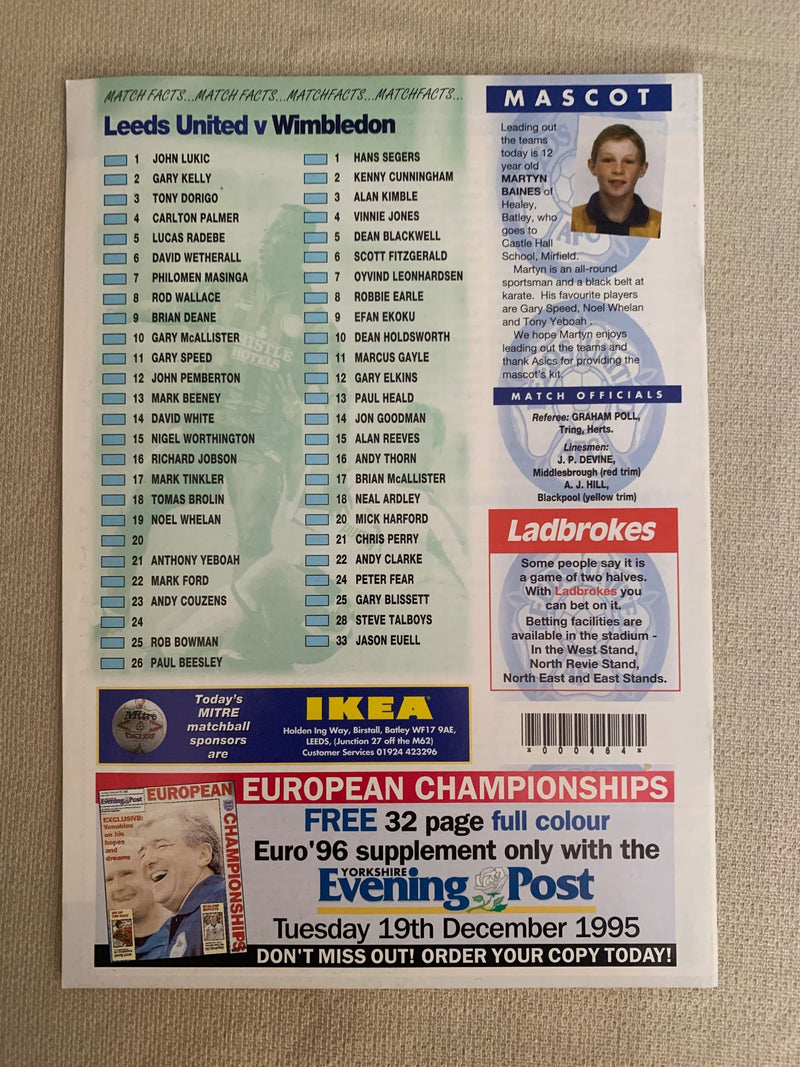 MATCH FACTS...MATCH FACTS...MATCHFACTS...MATCHFACTS...
Leeds United v Wimbledon
1 JOHN LUKIC
2 GARY KELLY
3 TONY DORIGO
4 CARLTON PALMER
5 LUCAS RADEBE
6 DAVID WETHERALL
7 PHILOMEN MASINGA
8 ROD WALLACE
9 BRIAN DEANE
10 GARY McALLISTER
11 GARY SPEED
12 JOHN PEMBERTON
13 MARK BEENEY
14 DAVID WHITE
15 NIGEL WORTHINGTON
16 RICHARD JOBSON
17 MARK TINKLER
18 TOMAS BROLIN
19 NOEL WHELAN
20
21 ANTHONY YEBOAH
22 MARK FORD
23 ANDY COUZENS
24
25 ROB BOWMAN
26 PAUL BEESLEY
1 HANS SEGERS
2 KENNY CUNNINGHAM
3 ALAN KIMBLE
4 VINNIE JONES
5 DEAN BLACKWELL
6 SCOTT FITZGERALD
7 OYVIND LEONHARDSEN
8 ROBBIE EARLE
9 EFAN EKOKU
10 DEAN HOLDSWORTH
11 MARCUS GAYLE
12 GARY ELKINS
13 PAUL HEALD
14 JON GOODMAN
15 ALAN REEVES
16 ANDY THORN
17 BRIAN McALLISTER
18 NEAL ARDLEY
20 MICK HARFORD
21 CHRIS PERRY
22 ANDY CLARKE
24 PETER FEAR
25 GARY BLISSETT
28 STEVE TALBOYS
33 JASON EUELL
MASCOT
Leading out
the teams
today is 12
year old
MARTYN
BAINES of
Healey,
Batley, who
goes to
Castle Hall
School, Mirfield.
Martyn is an all-round
sportsman and a black belt at
karate. His favourite players
are Gary Speed, Noel Whelan
and Tony Yeboah.
We hope Martyn enjoys
leading out the teams and
thank Asics for providing the
mascot's kit.
MATCH OFFICIALS
Referee: GRAHAM POLL,
Tring, Herts.
Linesmen:
J. P. DEVINE,
Middlesbrough (red trim)
A. J. HILL,
Blackpool (yellow trim)
Ladbrokes
Some people say it is
a game of two halves.
With Ladbrokes you
can bet on it.
Betting facilities are
available in the stadium -
In the West Stand,
North Revie Stand,
North East and East Stands.
*000464*
Mitre
Today's
MITRE
matchball
sponsors
are
IKEA
Holden Ing Way, Birstall, Batley WF17 9AE,
LEEDS, (Junction 27 off the M62)
Customer Services 01924 423296
Evening Post
EUROPEAN
CHAMPIONSHIPS
EXCLUSIVE:
Venables
on his
hopes
and
dreams
EUROPEAN CHAMPIONSHIPS
FREE 32 page full colour
Euro'96 supplement only with the
YORKSHIRE
Evening Post
Tuesday 19th December 1995
DON'T MISS OUT! ORDER YOUR COPY TODAY!